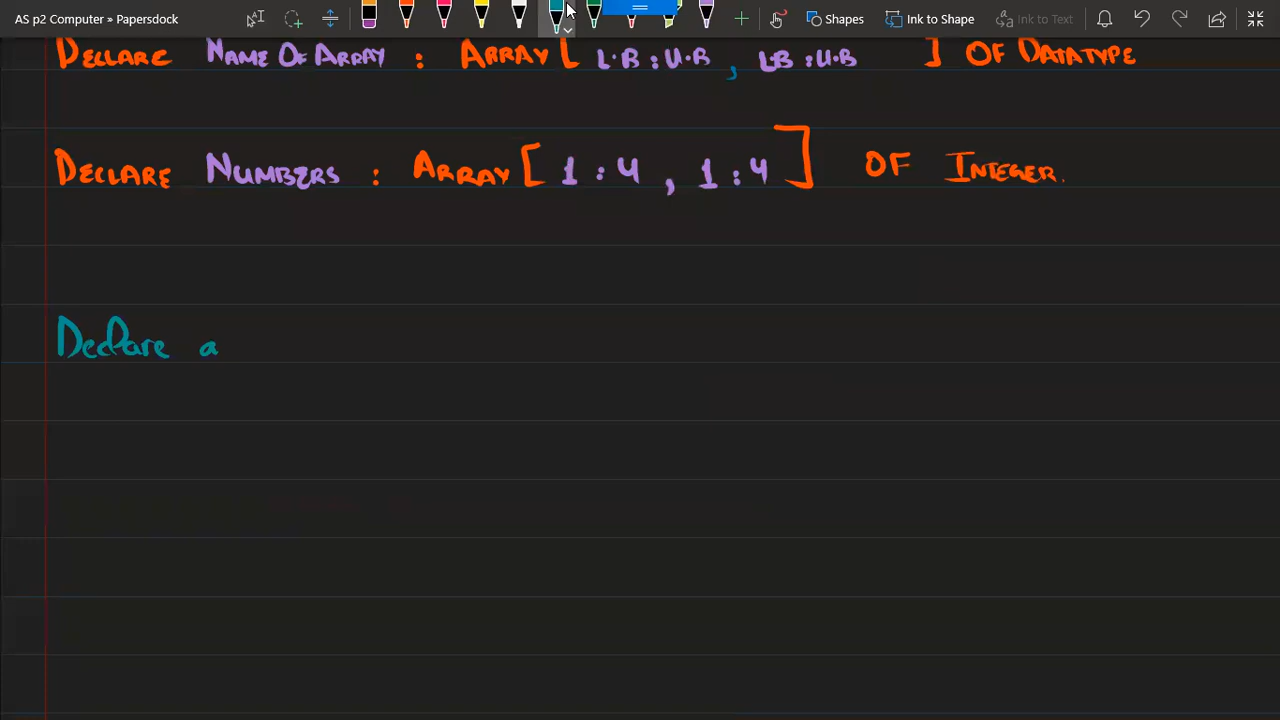 AS p2 Computer » Papersdock Shapes Ink to Shape Ink to Text
DECLARE NAME OF ARRAY : ARRAY [ L.B : U.B , L.B : U.B ] OF DATATYPE
DECLARE NUMBERS : ARRAY [ 1 : 4 , 1 : 4 ] OF INTEGER.
Declare a